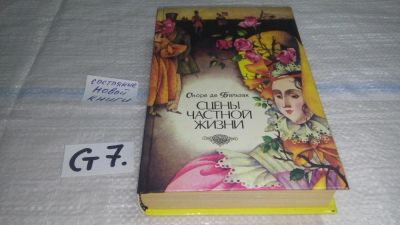 состояние
новой
книги
G7.
Оноре де Бальзак
СЦЕНЫ
ЧАСТНОЙ
ЖИЗНИ